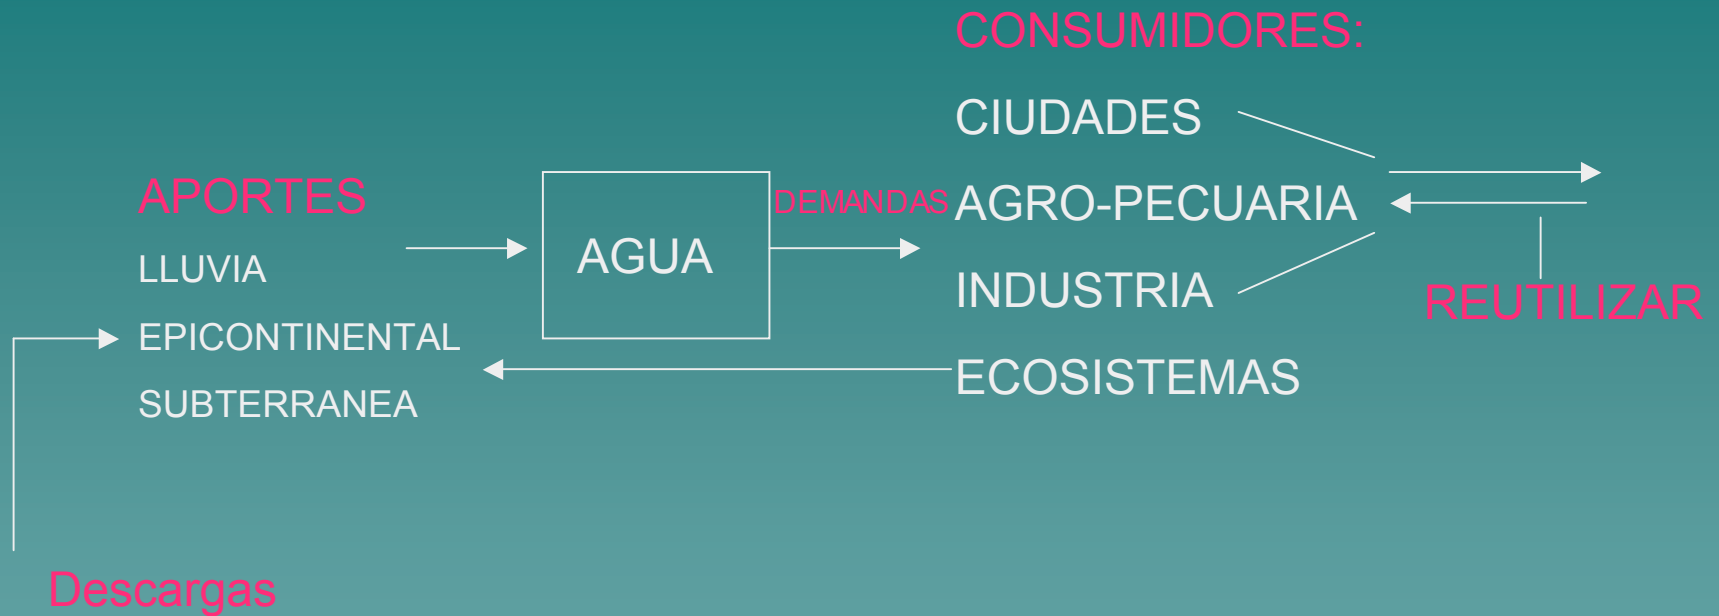 CONSUMIDORES:
CIUDADES
APORTES
DEMANDAS
AGRO-PECUARIA
LLUVIA
AGUA
INDUSTRIA
REUTILIZAR
EPICONTINENTAL
ECOSISTEMAS
SUBTERRANEA
Descargas